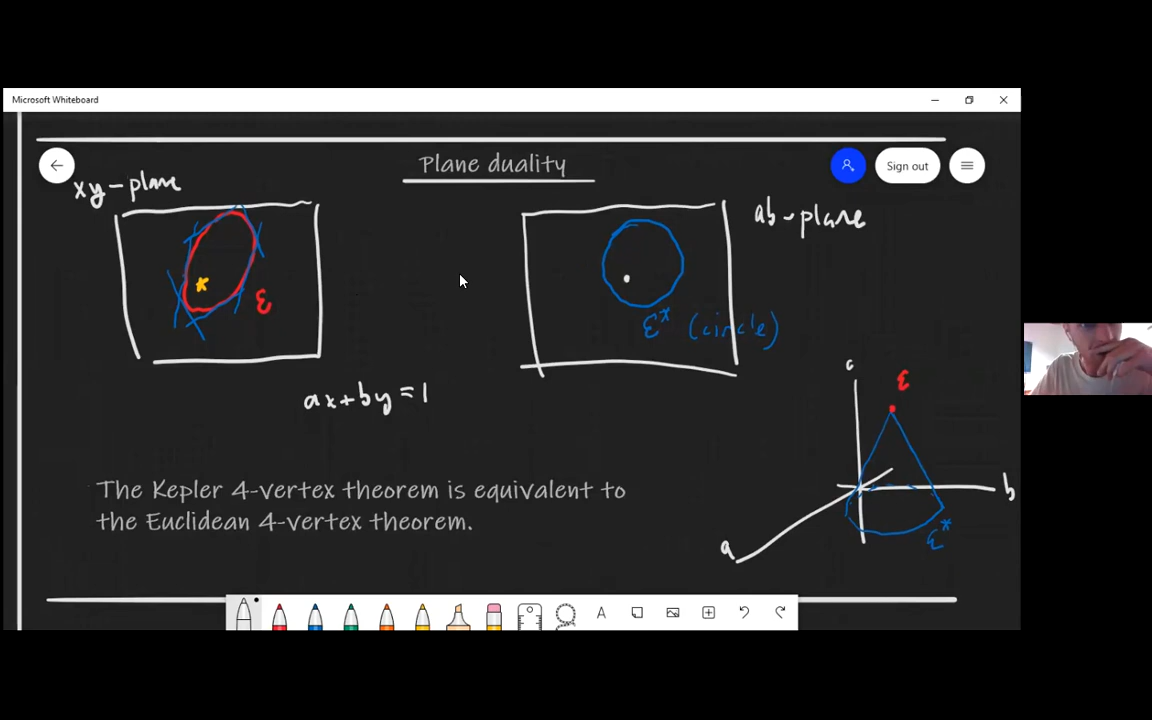 Microsoft Whiteboard
Plane duality
Sign out
xy-plane
ab-plane
ε
ε* (circle)
ax+by=1
c
ε
b
a
ε*
The Kepler 4-vertex theorem is equivalent to
the Euclidean 4-vertex theorem.
A